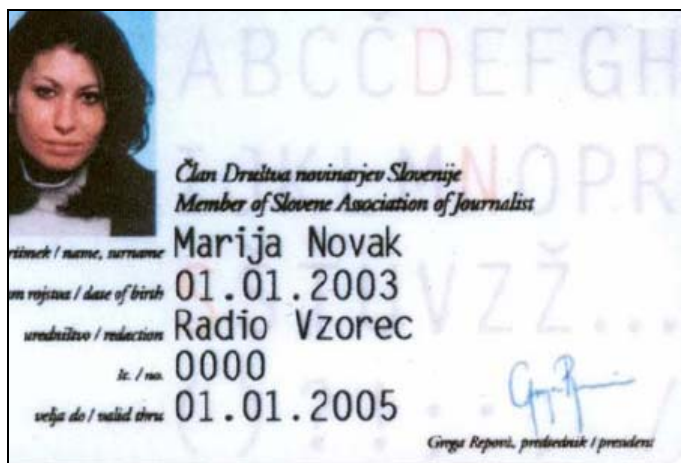 A B C Č D E F G H
I J K L M N O P R
S Š T U V Z Ž . . .
Član Društva novinarjev Slovenije
Member of Slovene Association of Journalist
/ name, surname Marija Novak
rojstva / date of birth 01.01.2003
uredništvo / redaction Radio Vzorec
št. / no. 0000
velja do / valid thru 01.01.2005
Grega Repovž, predsednik / president